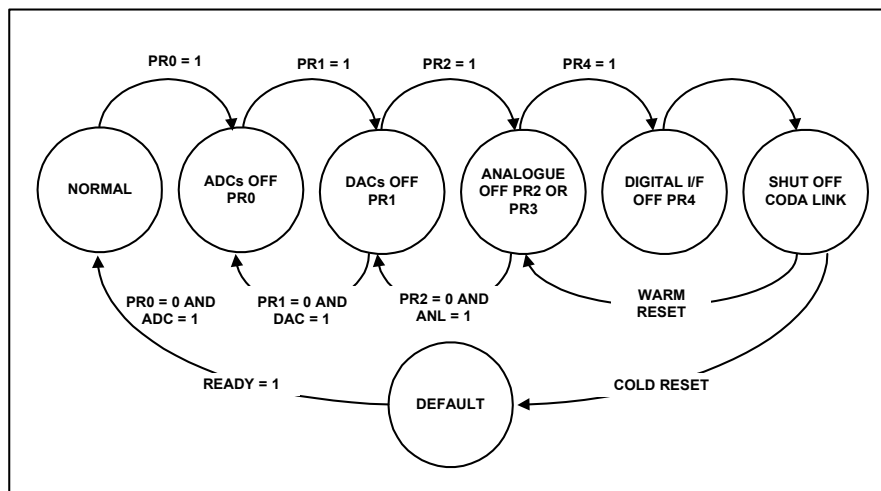 PR0 = 1
PR1 = 1
PR2 = 1
PR4 = 1
NORMAL
ADCs OFF
PR0
DACs OFF
PR1
ANALOGUE
OFF PR2 OR
PR3
DIGITAL I/F
OFF PR4
SHUT OFF
CODA LINK
PR0 = 0 AND
ADC = 1
PR1 = 0 AND
DAC = 1
PR2 = 0 AND
ANL = 1
WARM
RESET
READY = 1
DEFAULT
COLD RESET